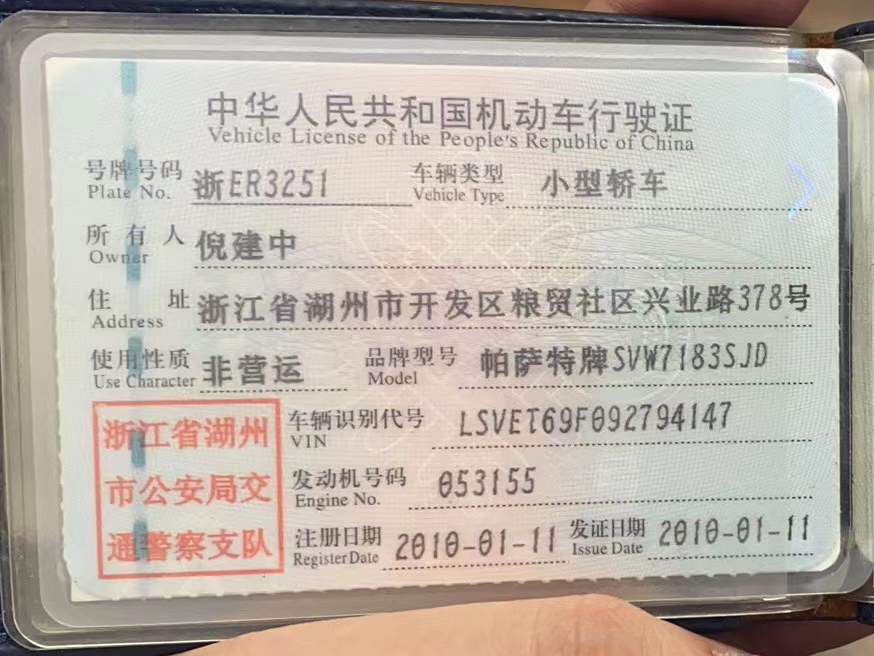 中华人民共和国机动车行驶证
Vehicle License of the People's Republic of China
号牌号码 浙ER3251 车辆类型 小型轿车
Plate No. Vehicle Type
所有人 倪建中
Owner
住址 浙江省湖州市开发区粮贸社区兴业路378号
Address
使用性质 非营运 品牌型号 帕萨特牌SVW7183SJD
Use Character Model
浙江省湖州
市公安局交
通警察支队
车辆识别代号 LSVET69F092794147
VIN
发动机号码 053155
Engine No.
注册日期 2010-01-11 发证日期 2010-01-11
Register Date Issue Date